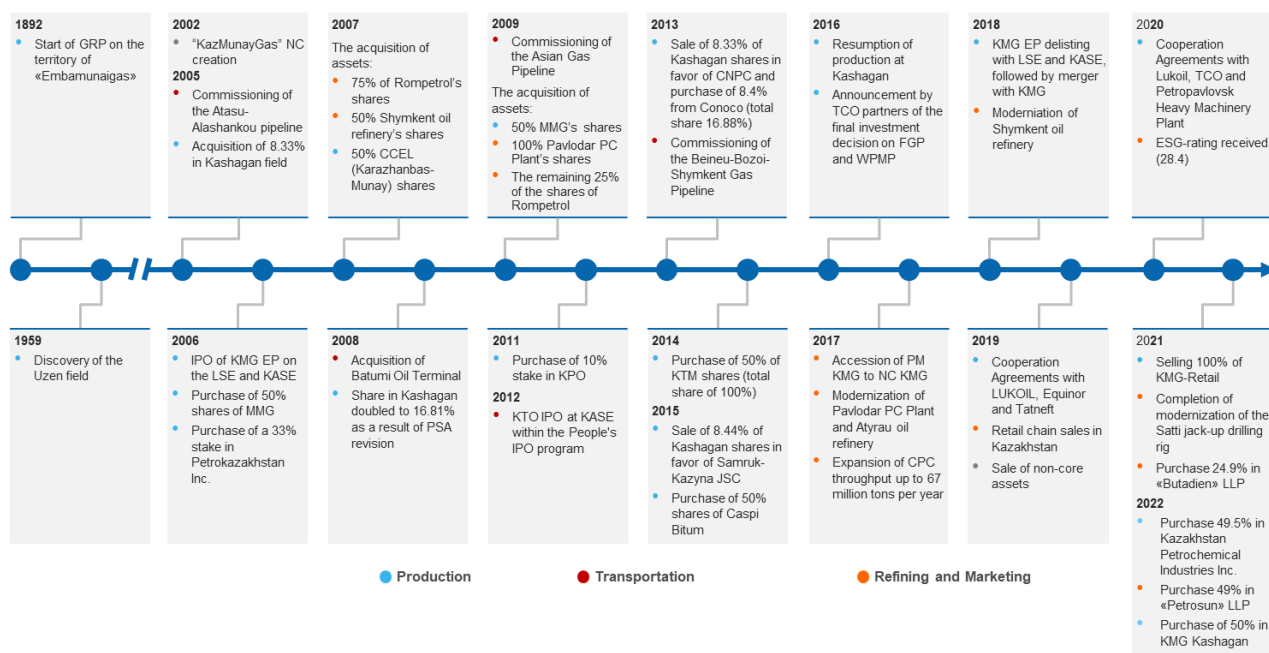 1892
Start of GRP on the
territory of
«Embamunaigas»
2002
“KazMunayGas” NC
creation
2005
Commissioning of
the Atasu-
Alashankou pipeline
Acquisition of 8.33%
in Kashagan field
2007
The acquisition of
assets:
75% of Rompetrol’s
shares
50% Shymkent oil
refinery’s shares
50% CCEL
(Karazhanbas-
Munay) shares
2009
Commissioning of
the Asian Gas
Pipeline
The acquisition of
assets:
50% MMG’s shares
100% Pavlodar PC
Plant’s shares
The remaining 25%
of the shares of
Rompetrol
2013
Sale of 8.33% of
Kashagan shares in
favor of CNPC and
purchase of 8.4%
from Conoco (total
share 16.88%)
Commissioning of
the Beineu-Bozoi-
Shymkent Gas
Pipeline
2016
Resumption of
production at
Kashagan
Announcement by
TCO partners of the
final investment
decision on FGP
and WPMP
2018
KMG EP delisting
with LSE and KASE,
followed by merger
with KMG
Moderniation of
Shymkent oil
refinery
2020
Cooperation
Agreements with
Lukoil, TCO and
Petropavlovsk
Heavy Machinery
Plant
ESG-rating received
(28.4)
1959
Discovery of the
Uzen field
2006
IPO of KMG EP on
the LSE and KASE
Purchase of 50%
shares of MMG
Purchase of a 33%
stake in
Petrokazakhstan
Inc.
2008
Acquisition of
Batumi Oil Terminal
Share in Kashagan
doubled to 16.81%
as a result of PSA
revision
2011
Purchase of 10%
stake in KPO
2012
KTO IPO at KASE
within the People's
IPO program
2014
Purchase of 50% of
KTM shares (total
share of 100%)
2015
Sale of 8.44% of
Kashagan shares in
favor of Samruk-
Kazyna JSC
Purchase of 50%
shares of Caspi
Bitum
2017
Accession of PM
KMG to NC KMG
Modernization of
Pavlodar PC Plant
and Atyrau oil
refinery
Expansion of CPC
throughput up to 67
million tons per year
2019
Cooperation
Agreements with
LUKOIL, Equinor
and Tatneft
Retail chain sales in
Kazakhstan
Sale of non-core
assets
2021
Selling 100% of
KMG-Retail
Completion of
modernization of the
Satti jack-up drilling
rig
Purchase 24.9% in
«Butadien» LLP
2022
Purchase 49.5% in
Kazakhstan
Petrochemical
Industries Inc.
Purchase 49% in
«Petrosun» LLP
Purchase of 50% in
KMG Kashagan
Production
Transportation
Refining and Marketing